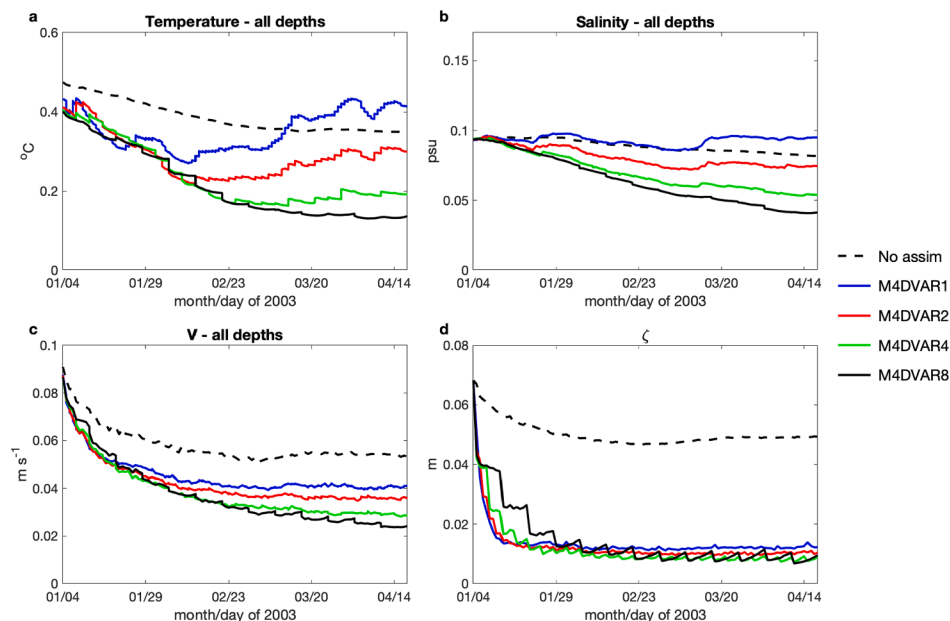 a Temperature - all depths
0.6
0.4
0.2
0
°C
01/04 01/29 02/23 03/20 04/14
month/day of 2003
b Salinity - all depths
0.15
0.1
0.05
0
psu
01/04 01/29 02/23 03/20 04/14
month/day of 2003
c V - all depths
0.1
0.08
0.06
0.04
0.02
0
m s⁻¹
01/04 01/29 02/23 03/20 04/14
month/day of 2003
d ζ
0.08
0.06
0.04
0.02
0
m
01/04 01/29 02/23 03/20 04/14
month/day of 2003
No assim
M4DVAR1
M4DVAR2
M4DVAR4
M4DVAR8